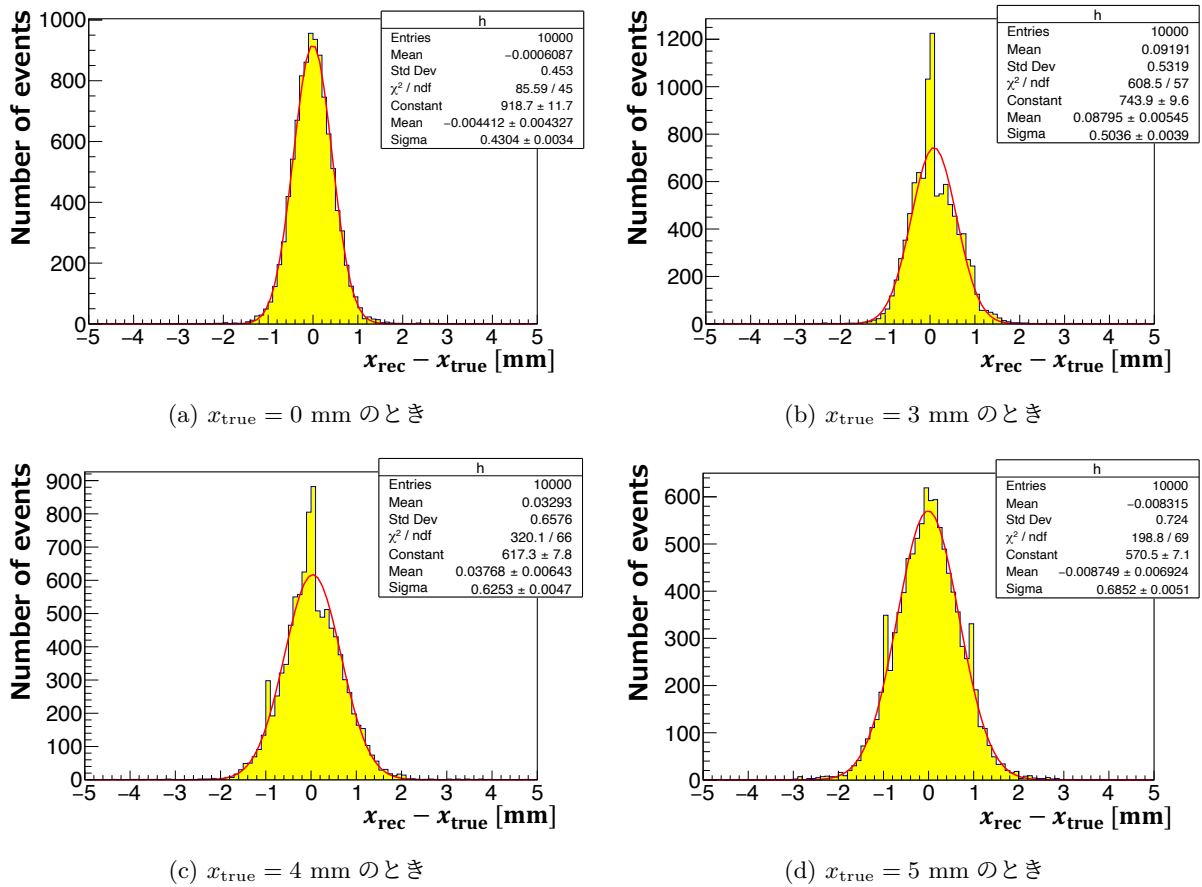 Number of events
1000
800
600
400
200
0
−5 −4 −3 −2 −1 0 1 2 3 4 5
x_rec − x_true [mm]
h
Entries 10000
Mean −0.0006087
Std Dev 0.453
χ² / ndf 85.59 / 45
Constant 918.7 ± 11.7
Mean −0.004412 ± 0.004327
Sigma 0.4304 ± 0.0034
(a) x_true = 0 mm のとき
Number of events
1200
1000
800
600
400
200
0
−5 −4 −3 −2 −1 0 1 2 3 4 5
x_rec − x_true [mm]
h
Entries 10000
Mean 0.09191
Std Dev 0.5319
χ² / ndf 608.5 / 57
Constant 743.9 ± 9.6
Mean 0.08795 ± 0.00545
Sigma 0.5036 ± 0.0039
(b) x_true = 3 mm のとき
Number of events
900
800
700
600
500
400
300
200
100
0
−5 −4 −3 −2 −1 0 1 2 3 4 5
x_rec − x_true [mm]
h
Entries 10000
Mean 0.03293
Std Dev 0.6576
χ² / ndf 320.1 / 66
Constant 617.3 ± 7.8
Mean 0.03768 ± 0.00643
Sigma 0.6253 ± 0.0047
(c) x_true = 4 mm のとき
Number of events
600
500
400
300
200
100
0
−5 −4 −3 −2 −1 0 1 2 3 4 5
x_rec − x_true [mm]
h
Entries 10000
Mean −0.008315
Std Dev 0.724
χ² / ndf 198.8 / 69
Constant 570.5 ± 7.1
Mean −0.008749 ± 0.006924
Sigma 0.6852 ± 0.0051
(d) x_true = 5 mm のとき